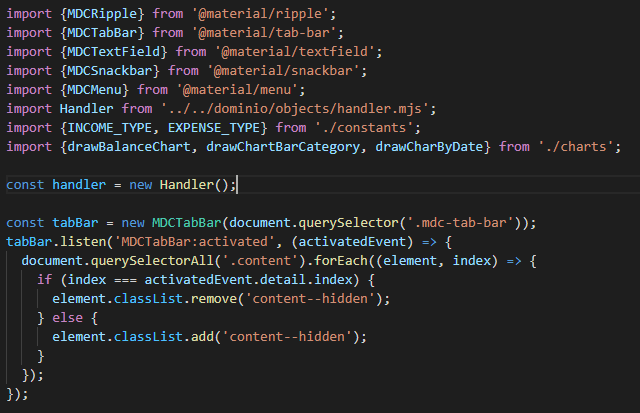 import {MDCRipple} from '@material/ripple';
import {MDCTabBar} from '@material/tab-bar';
import {MDCTextField} from '@material/textfield';
import {MDCSnackbar} from '@material/snackbar';
import {MDCMenu} from '@material/menu';
import Handler from '../../dominio/objects/handler.mjs';
import {INCOME_TYPE, EXPENSE_TYPE} from './constants';
import {drawBalanceChart, drawChartBarCategory, drawCharByDate} from './charts';
const handler = new Handler();
const tabBar = new MDCTabBar(document.querySelector('.mdc-tab-bar'));
tabBar.listen('MDCTabBar:activated', (activatedEvent) => {
  document.querySelectorAll('.content').forEach((element, index) => {
    if (index === activatedEvent.detail.index) {
      element.classList.remove('content--hidden');
    } else {
      element.classList.add('content--hidden');
    }
  });
});